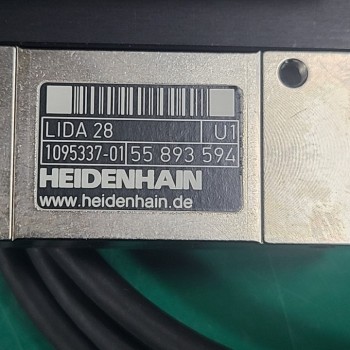 LIDA 28 U1
1095337-01 55 893 594
HEIDENHAIN
www.heidenhain.de